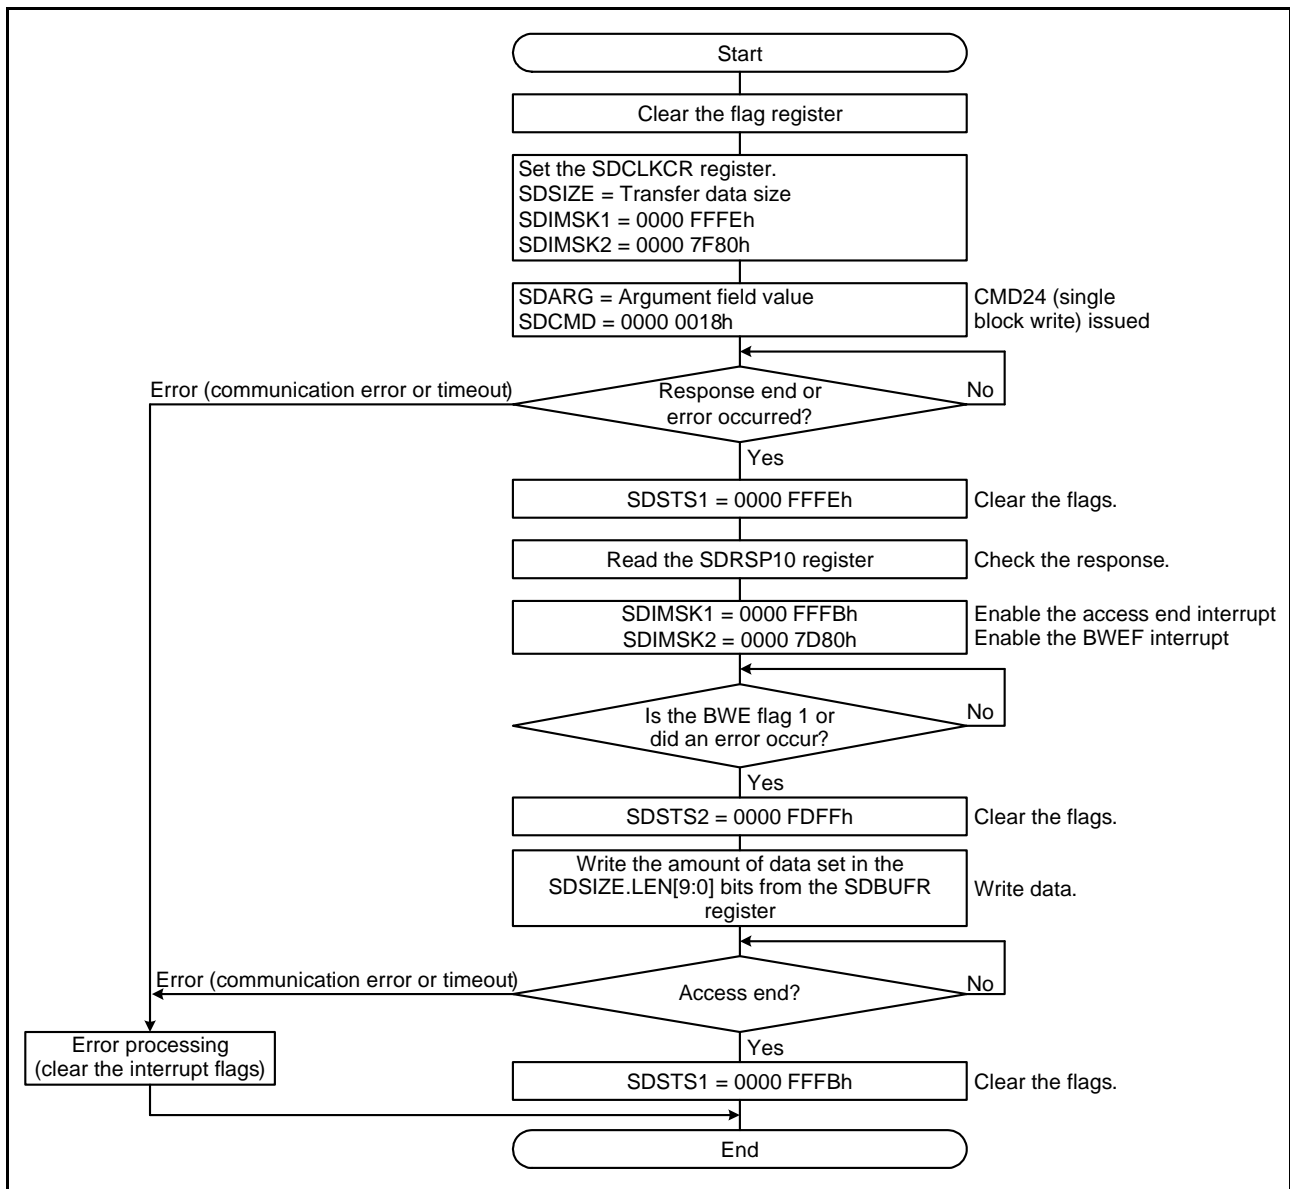 Start
Clear the flag register
Set the SDCLKCR register.
SDSIZE = Transfer data size
SDIMSK1 = 0000 FFFEh
SDIMSK2 = 0000 7F80h
SDARG = Argument field value
SDCMD = 0000 0018h
CMD24 (single
block write) issued
Error (communication error or timeout)
Response end or
error occurred?
No
Yes
SDSTS1 = 0000 FFFEh
Clear the flags.
Read the SDRSP10 register
Check the response.
SDIMSK1 = 0000 FFFBh
SDIMSK2 = 0000 7D80h
Enable the access end interrupt
Enable the BWEF interrupt
Is the BWE flag 1 or
did an error occur?
No
Yes
SDSTS2 = 0000 FDFFh
Clear the flags.
Write the amount of data set in the
SDSIZE.LEN[9:0] bits from the SDBUFR
register
Write data.
Error (communication error or timeout)
Access end?
No
Yes
Error processing
(clear the interrupt flags)
SDSTS1 = 0000 FFFBh
Clear the flags.
End